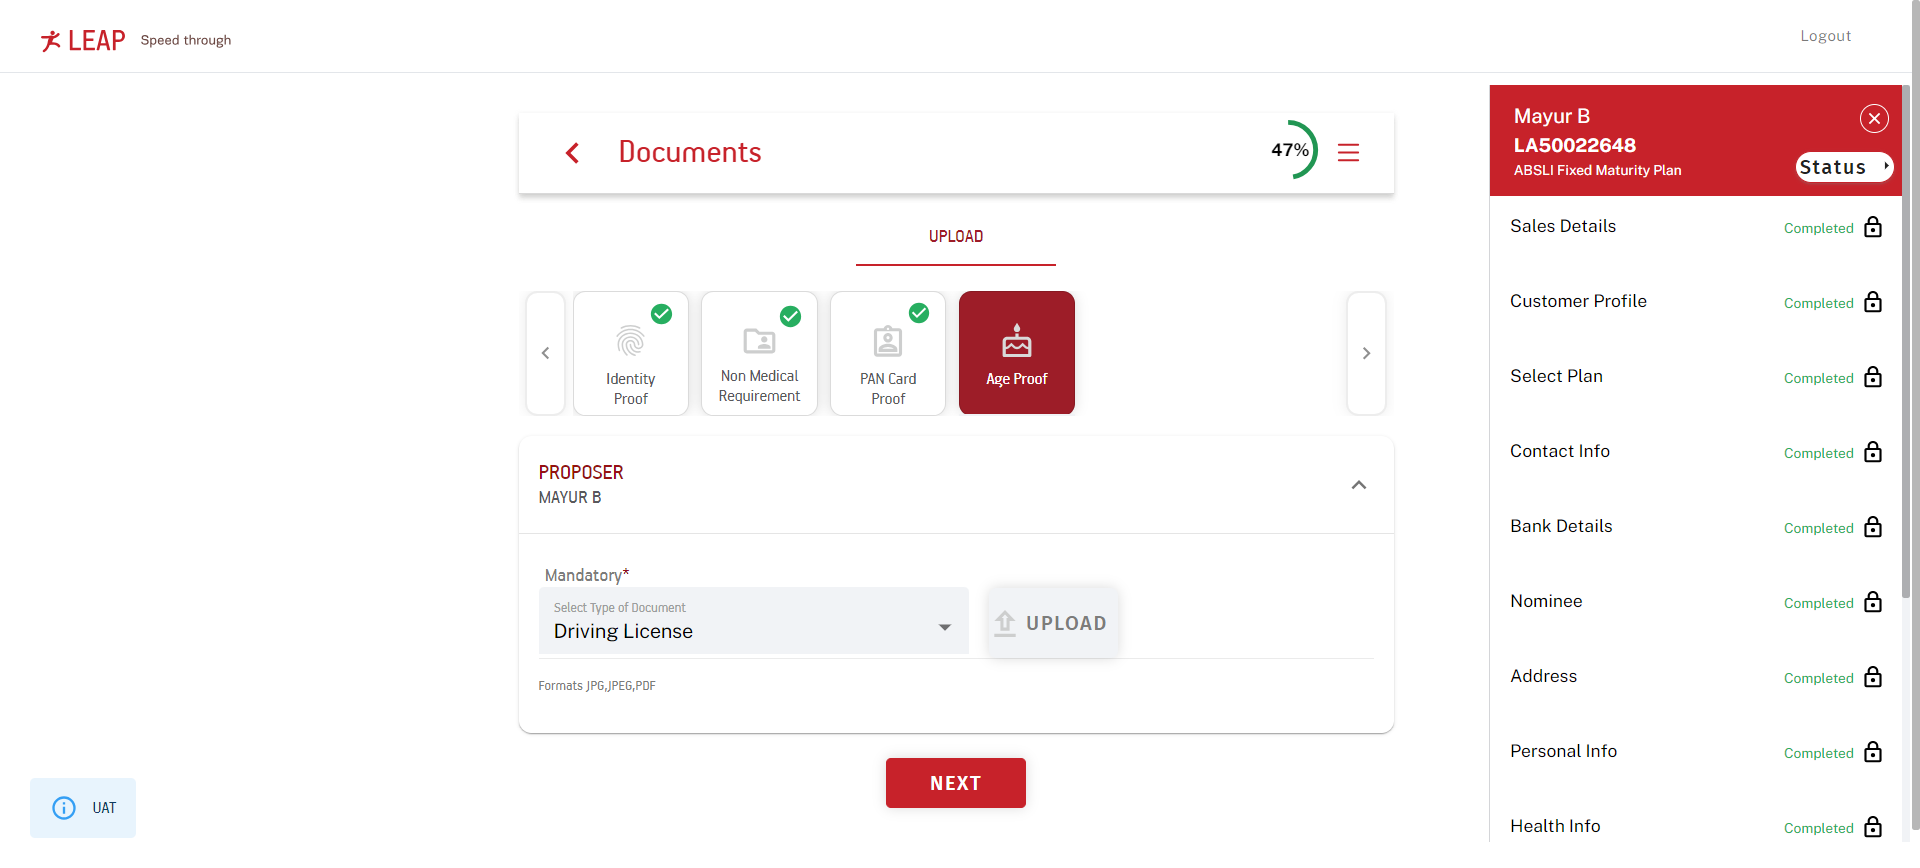 LEAP Speed through
Logout
Documents
47%
UPLOAD
Identity
Proof
Non Medical
Requirement
PAN Card
Proof
Age Proof
PROPOSER
MAYUR B
Mandatory*
Select Type of Document
Driving License
UPLOAD
Formats JPG,JPEG,PDF
NEXT
UAT
Mayur B
LA50022648
ABSLI Fixed Maturity Plan
Status
Sales Details Completed
Customer Profile Completed
Select Plan Completed
Contact Info Completed
Bank Details Completed
Nominee Completed
Address Completed
Personal Info Completed
Health Info Completed